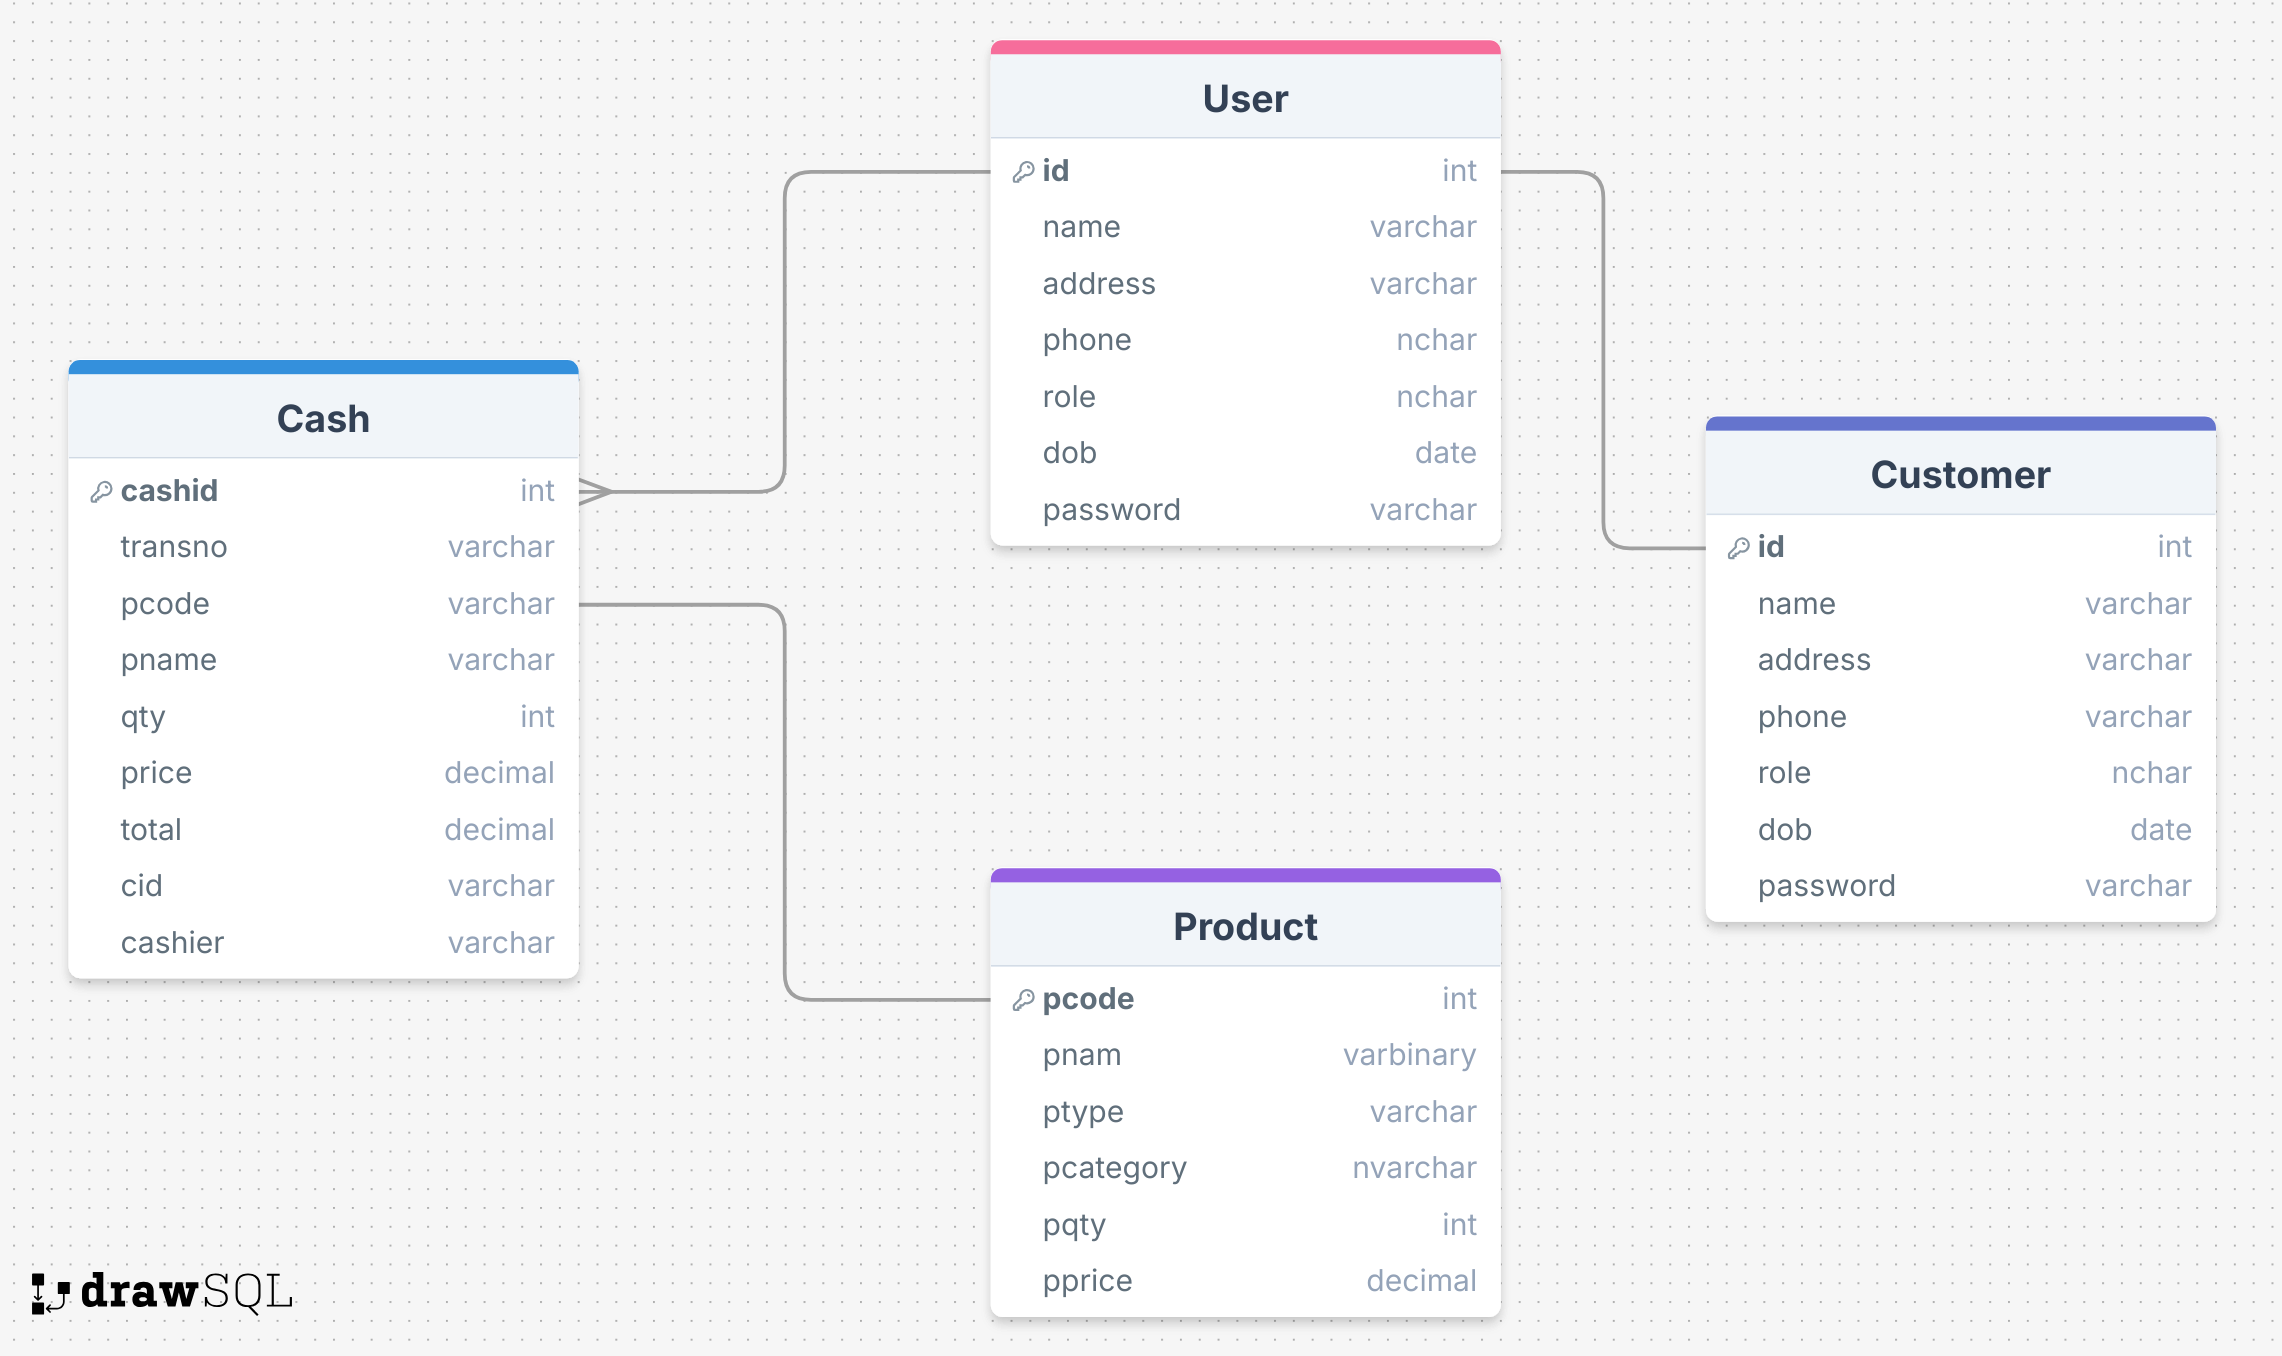 User
id int
name varchar
address varchar
phone nchar
role nchar
dob date
password varchar
Cash
cashid int
transno varchar
pcode varchar
pname varchar
qty int
price decimal
total decimal
cid varchar
cashier varchar
Customer
id int
name varchar
address varchar
phone varchar
role nchar
dob date
password varchar
Product
pcode int
pnam varbinary
ptype varchar
pcategory nvarchar
pqty int
pprice decimal
drawSQL